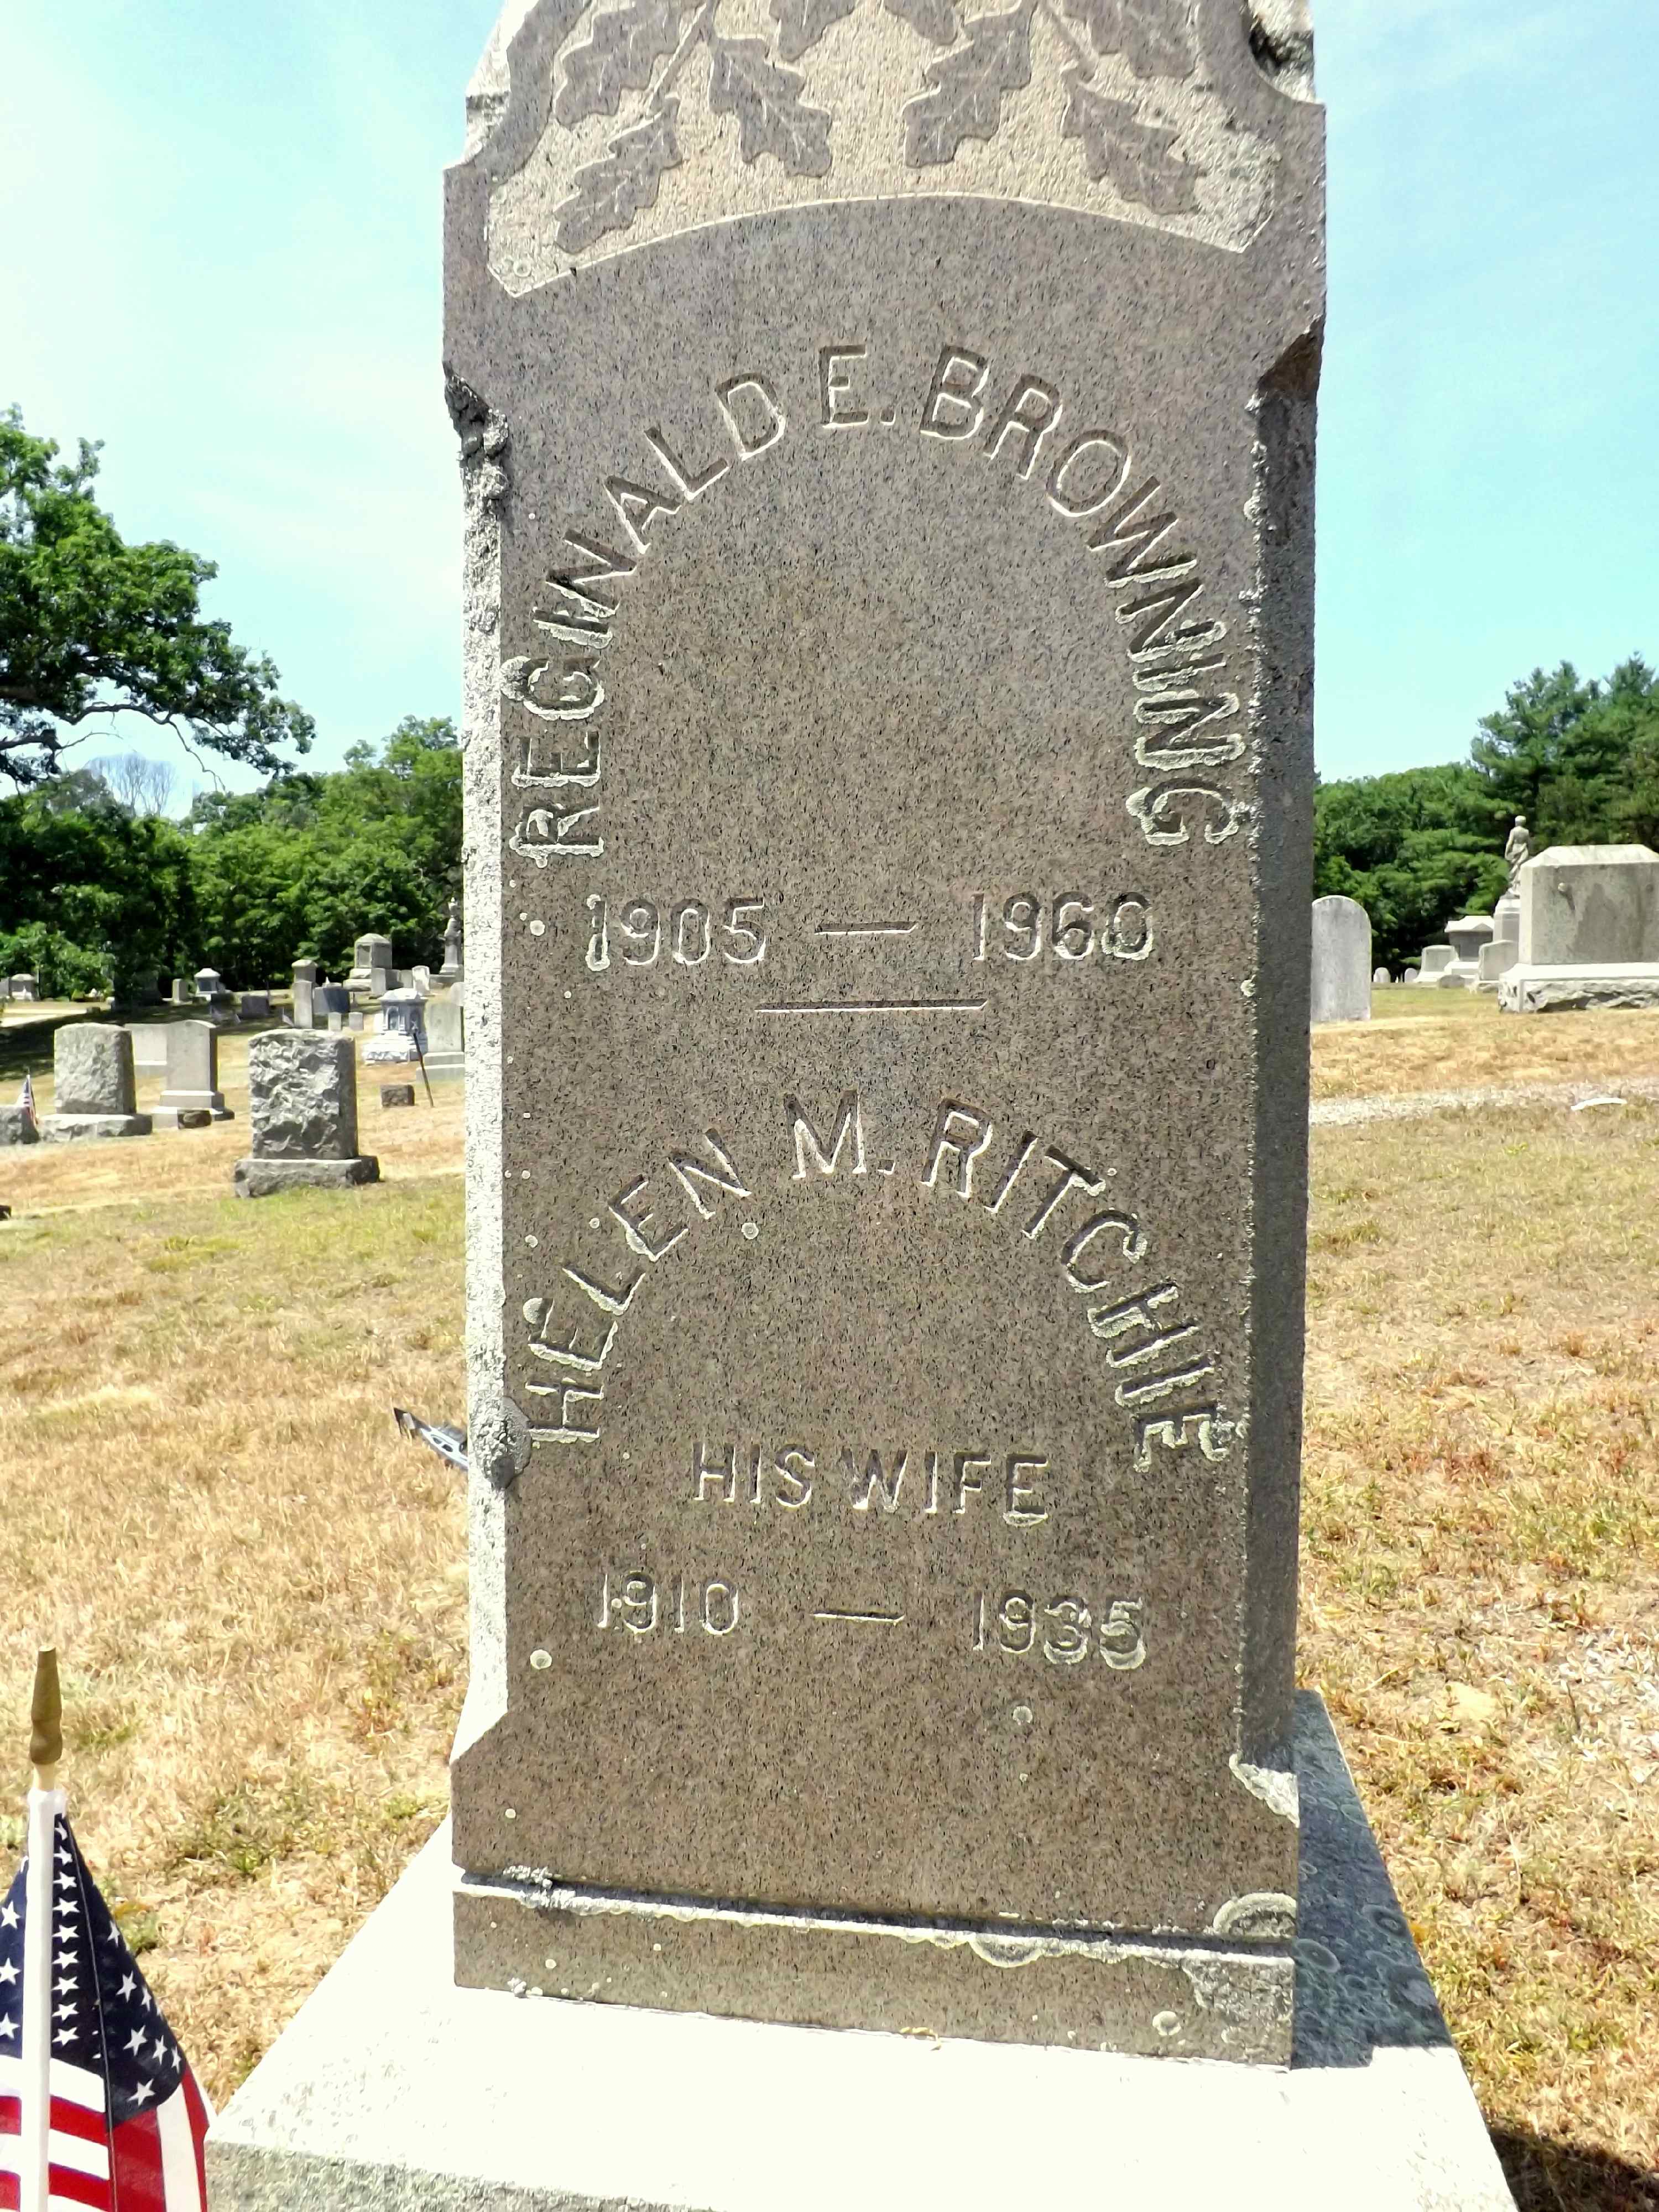 REGINALD E. BROWNING
1905 — 1960
HELEN M. RITCHIE
HIS WIFE
1910 — 1935